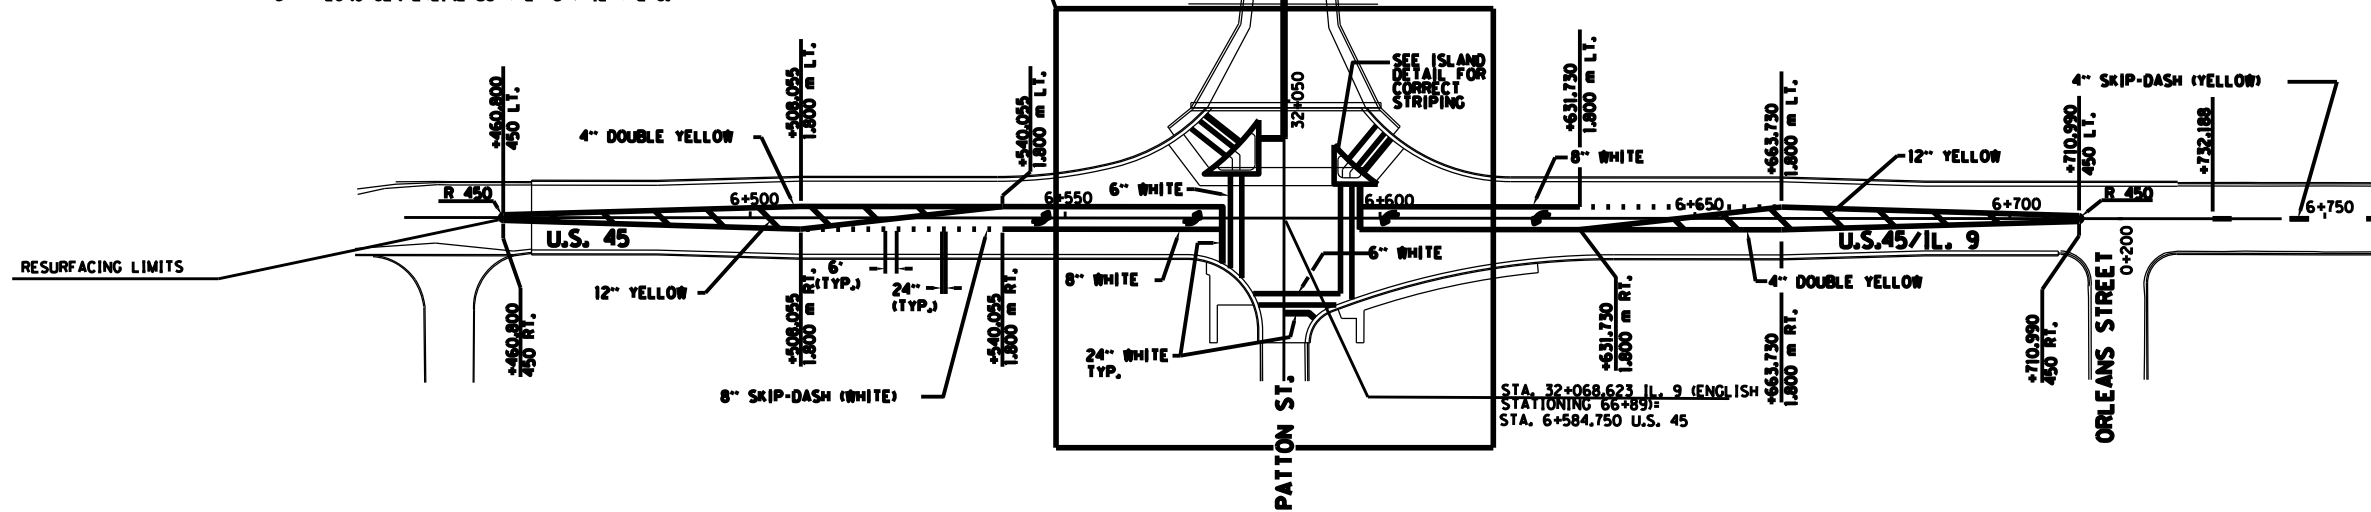 +460.800
450 LT.
4" DOUBLE YELLOW
+508.055
1.800 m LT.
+540.055
1.800 m LT.
32+050
SEE ISLAND
DETAIL FOR
CORRECT
STRIPING
+631.730
1.800 m LT.
8" WHITE
+663.730
1.800 m LT.
12" YELLOW
+710.990
450 LT.
+732.188
4" SKIP-DASH (YELLOW)
R 450
6+500
6+550
6" WHITE
6+600
6+650
6+700
R 450
6+750
U.S. 45
U.S.45/IL. 9
RESURFACING LIMITS
12" YELLOW
6'
(TYP.)
24"
(TYP.)
8" WHITE
6" WHITE
4" DOUBLE YELLOW
0+200
ORLEANS STREET
+460.800
450 RT.
+508.055
1.800 m RT.
+540.055
1.800 m RT.
24" WHITE
TYP.
+631.730
1.800 m RT.
+663.730
1.800 m RT.
+710.990
450 RT.
8" SKIP-DASH (WHITE)
PATTON ST.
STA. 32+068.623 IL. 9 (ENGLISH
STATIONING 66+89)=
STA. 6+584.750 U.S. 45